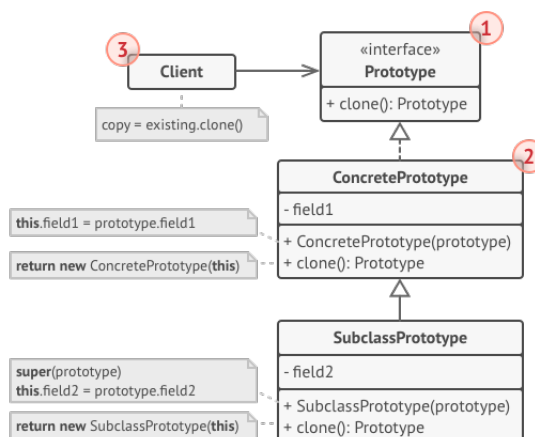 1
«interface»
Prototype
+ clone(): Prototype
3
Client
copy = existing.clone()
2
ConcretePrototype
- field1
+ ConcretePrototype(prototype)
+ clone(): Prototype
this.field1 = prototype.field1
return new ConcretePrototype(this)
SubclassPrototype
- field2
+ SubclassPrototype(prototype)
+ clone(): Prototype
super(prototype)
this.field2 = prototype.field2
return new SubclassPrototype(this)